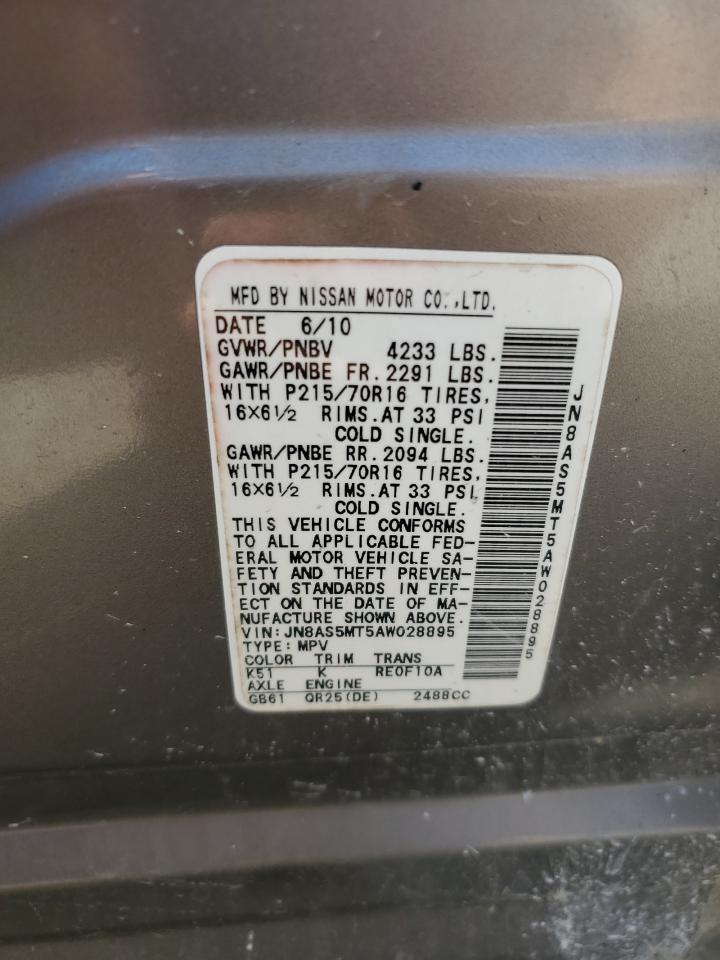 MFD BY NISSAN MOTOR CO.,LTD.
DATE 6/10
GVWR/PNBV 4233 LBS.
GAWR/PNBE FR.2291 LBS.
WITH P215/70R16 TIRES,
16X6½ RIMS.AT 33 PSI
COLD SINGLE.
GAWR/PNBE RR.2094 LBS.
WITH P215/70R16 TIRES,
16X6½ RIMS.AT 33 PSI
COLD SINGLE.
THIS VEHICLE CONFORMS
TO ALL APPLICABLE FED-
ERAL MOTOR VEHICLE SA-
FETY AND THEFT PREVEN-
TION STANDARDS IN EFF-
ECT ON THE DATE OF MA-
NUFACTURE SHOWN ABOVE.
VIN:JN8AS5MT5AW028895
TYPE:MPV
COLOR TRIM TRANS
K51 K RE0F10A
AXLE ENGINE
GB61 QR25(DE) 2488CC
JN8AS5MT5AW028895